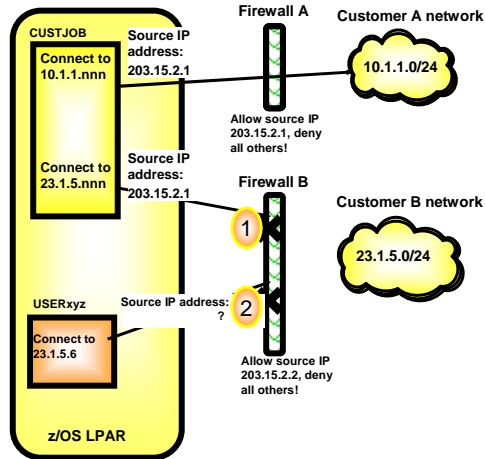 CUSTJOB
Connect to
10.1.1.nnn
Source IP
address:
203.15.2.1
Firewall A
Customer A network
10.1.1.0/24
Allow source IP
203.15.2.1, deny
all others!
Connect to
23.1.5.nnn
Source IP
address:
203.15.2.1
Firewall B
Customer B network
1
23.1.5.0/24
USERxyz
Connect to
23.1.5.6
Source IP address:
?
2
Allow source IP
203.15.2.2, deny
all others!
z/OS LPAR